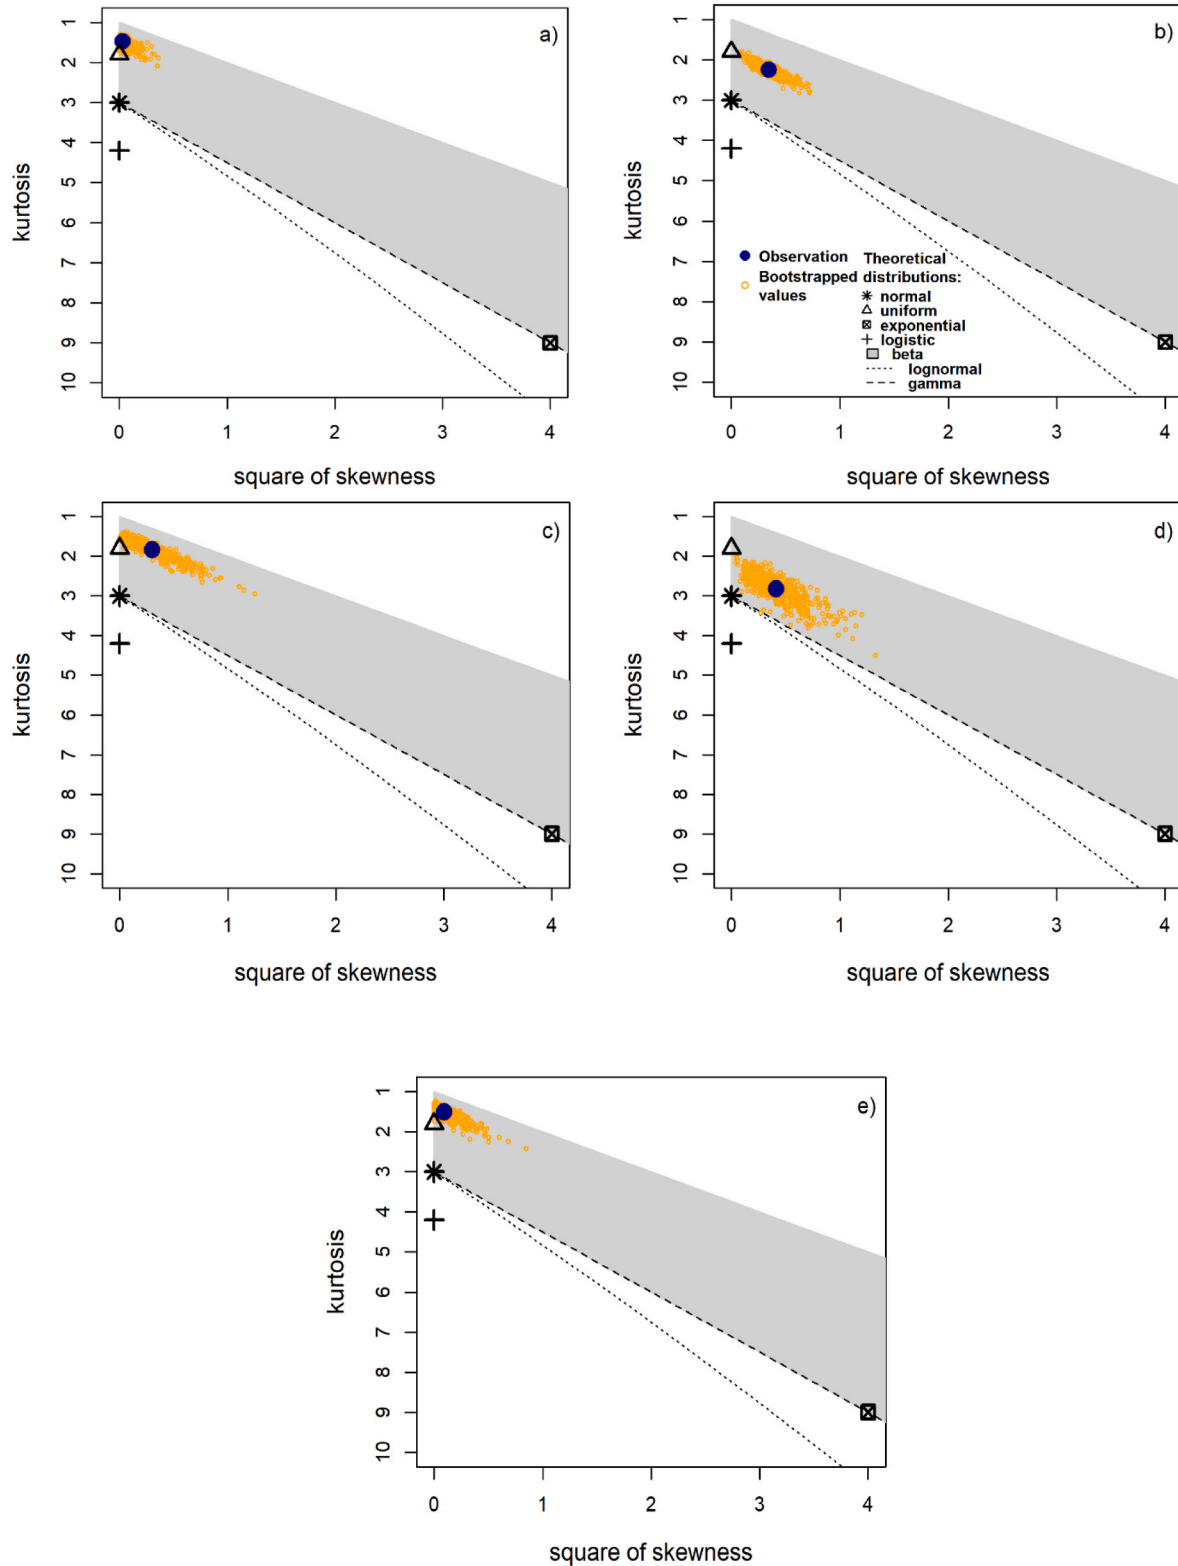 a)
1
2
3
4
5
6
7
8
9
10
kurtosis
0 1 2 3 4
square of skewness
b)
1
2
3
4
5
6
7
8
9
10
kurtosis
Observation Theoretical
Bootstrapped distributions:
values normal
uniform
exponential
logistic
beta
lognormal
gamma
0 1 2 3 4
square of skewness
c)
1
2
3
4
5
6
7
8
9
10
kurtosis
0 1 2 3 4
square of skewness
d)
1
2
3
4
5
6
7
8
9
10
kurtosis
0 1 2 3 4
square of skewness
e)
1
2
3
4
5
6
7
8
9
10
kurtosis
0 1 2 3 4
square of skewness